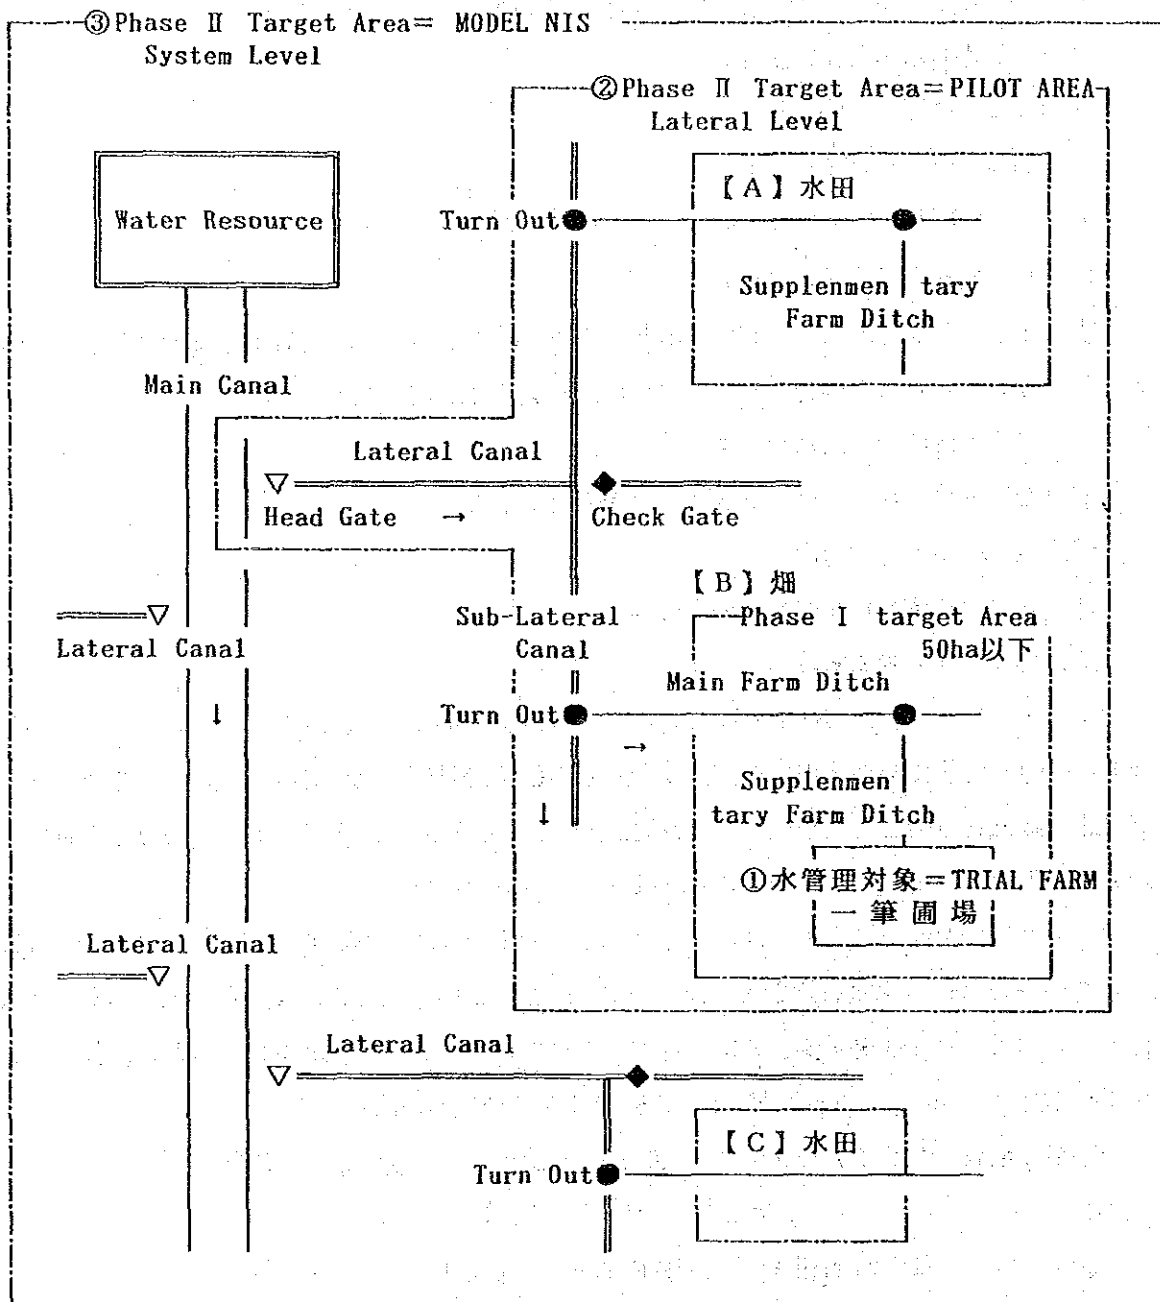 ③Phase Ⅱ Target Area= MODEL NIS
System Level
②Phase Ⅱ Target Area=PILOT AREA
Lateral Level
Water Resource
【A】水田
Turn Out
Supplenmen tary
Farm Ditch
Main Canal
Lateral Canal
Head Gate →
Check Gate
【B】畑
Phase Ⅰ target Area
50ha以下
Lateral Canal
↓
Sub-Lateral
Canal
Main Farm Ditch
Turn Out
→
↓
Supplenmen
tary Farm Ditch
①水管理対象=TRIAL FARM
一筆圃場
Lateral Canal
Lateral Canal
【C】水田
Turn Out